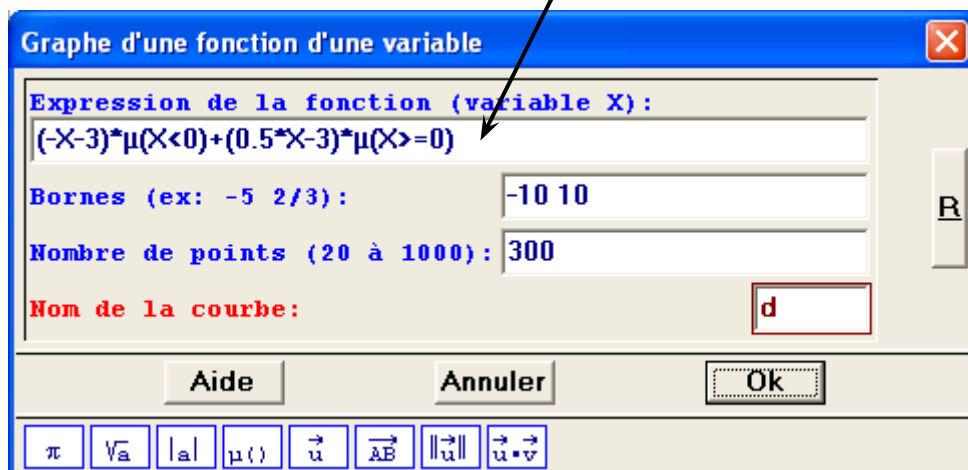 Graphe d'une fonction d'une variable
Expression de la fonction (variable X):
(-X-3)*μ(X<0)+(0.5*X-3)*μ(X>=0)
Bornes (ex: -5 2/3): -10 10
R
Nombre de points (20 à 1000): 300
Nom de la courbe: d
Aide Annuler Ok
π √a |a| μ() u⃗ AB⃗ ||u⃗|| u⃗•v⃗